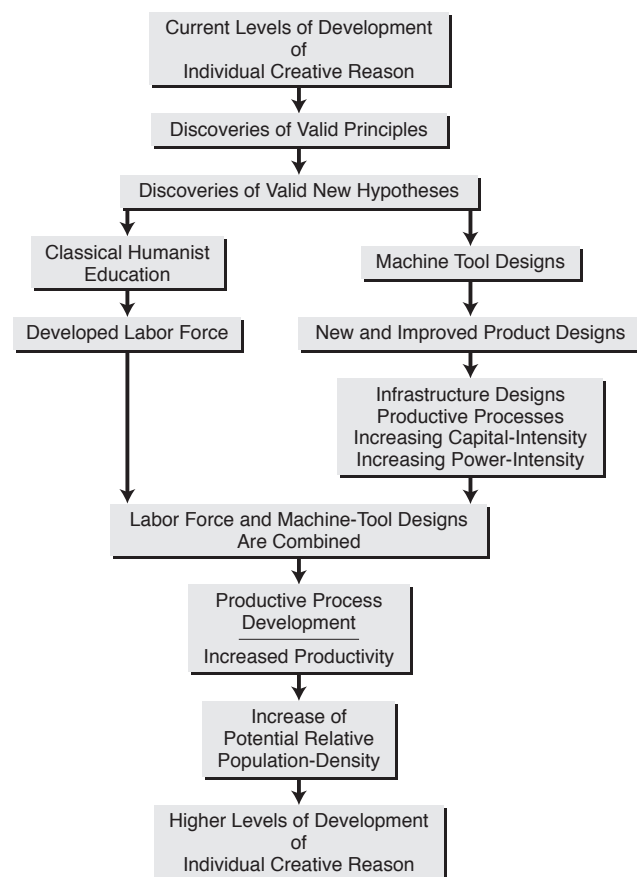 Current Levels of Development
of
Individual Creative Reason
Discoveries of Valid Principles
Discoveries of Valid New Hypotheses
Classical Humanist
Education
Machine Tool Designs
Developed Labor Force
New and Improved Product Designs
Infrastructure Designs
Productive Processes
Increasing Capital-Intensity
Increasing Power-Intensity
Labor Force and Machine-Tool Designs
Are Combined
Productive Process
Development
Increased Productivity
Increase of
Potential Relative
Population-Density
Higher Levels of Development
of
Individual Creative Reason